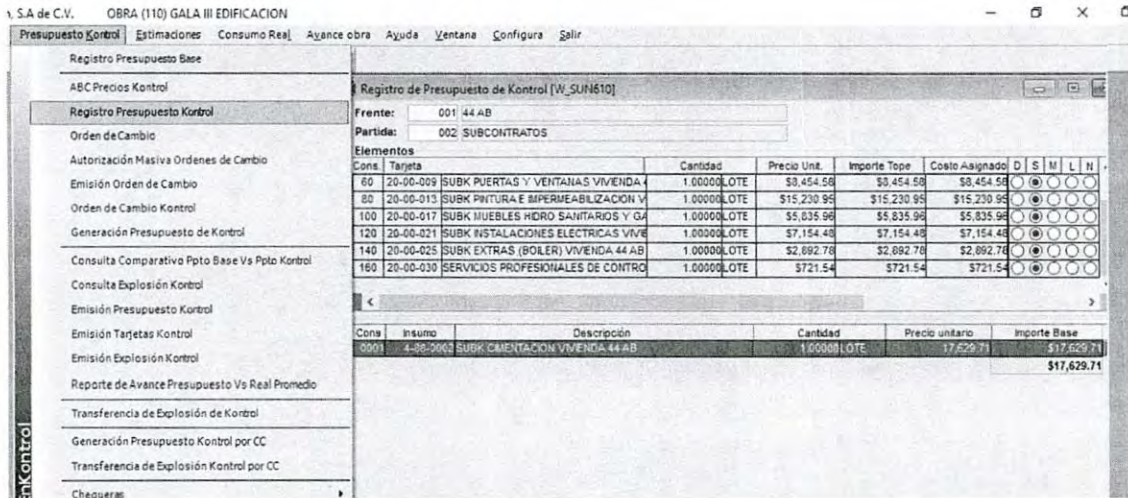 , S.A de C.V. OBRA (110) GALA III EDIFICACION
Presupuesto Kontrol Estimaciones Consumo Real Avance obra Ayuda Ventana Configura Salir
Registro Presupuesto Base
ABC Precios Kontrol
Registro Presupuesto Kontrol
Orden de Cambio
Autorización Masiva Ordenes de Cambio
Emisión Orden de Cambio
Orden de Cambio Kontrol
Generación Presupuesto de Kontrol
Consulta Comparativo Ppto Base Vs Ppto Kontrol
Consulta Explosión Kontrol
Emisión Presupuesto Kontrol
Emisión Tarjetas Kontrol
Emisión Explosión Kontrol
Reporte de Avance Presupuesto Vs Real Promedio
Transferencia de Explosión de Kontrol
Generación Presupuesto Kontrol por CC
Transferencia de Explosión Kontrol por CC
Chequeras
Registro de Presupuesto de Kontrol [W_SUN610]
Frente: 001 44 AB
Partida: 002 SUBCONTRATOS
Elementos
Cons. Tarjeta Cantidad Precio Unit. Importe Tope Costo Asignado D S M L N
60 20-00-009 SUBK PUERTAS Y VENTANAS VIVIENDA 1.00000 LOTE $8,454.58 $8,454.58 $8,454.58
80 20-00-013 SUBK PINTURA E IMPERMEABILIZACION V 1.00000 LOTE $15,230.95 $15,230.95 $15,230.95
100 20-00-017 SUBK MUEBLES HIDRO SANITARIOS Y GA 1.00000 LOTE $5,835.96 $5,835.96 $5,835.96
120 20-00-021 SUBK INSTALACIONES ELECTRICAS VIVIE 1.00000 LOTE $7,154.48 $7,154.48 $7,154.48
140 20-00-025 SUBK EXTRAS (BOILER) VIVIENDA 44 AB 1.00000 LOTE $2,892.78 $2,892.78 $2,892.78
160 20-00-030 SERVICIOS PROFESIONALES DE CONTRO 1.00000 LOTE $721.54 $721.54 $721.54
Cons Insumo Descripción Cantidad Precio unitario Importe Base
0001 4-88-0002 SUBK CIMENTACION VIVIENDA 44 AB 1.00000 LOTE 17,629.71 $17,629.71
$17,629.71
nKontrol